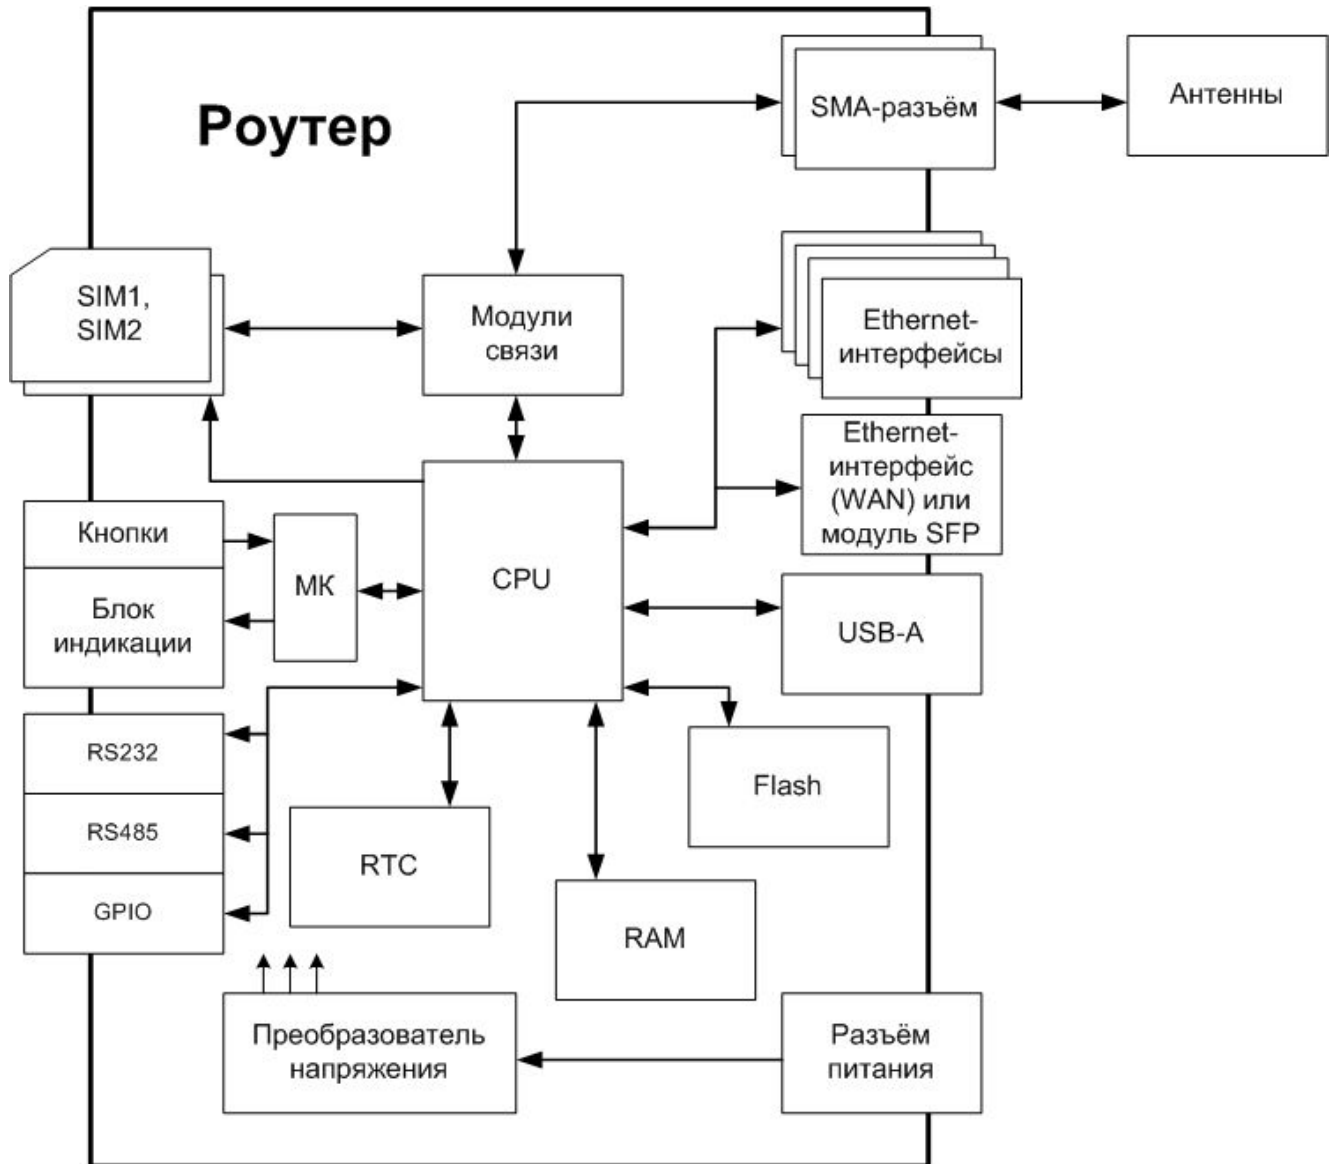 Роутер
SMA-разъём
Антенны
SIM1,
SIM2
Модули
связи
Ethernet-
интерфейсы
Ethernet-
интерфейс
(WAN) или
модуль SFP
Кнопки
МК
CPU
Блок
индикации
USB-A
RS232
RS485
GPIO
RTC
Flash
RAM
Преобразователь
напряжения
Разъём
питания